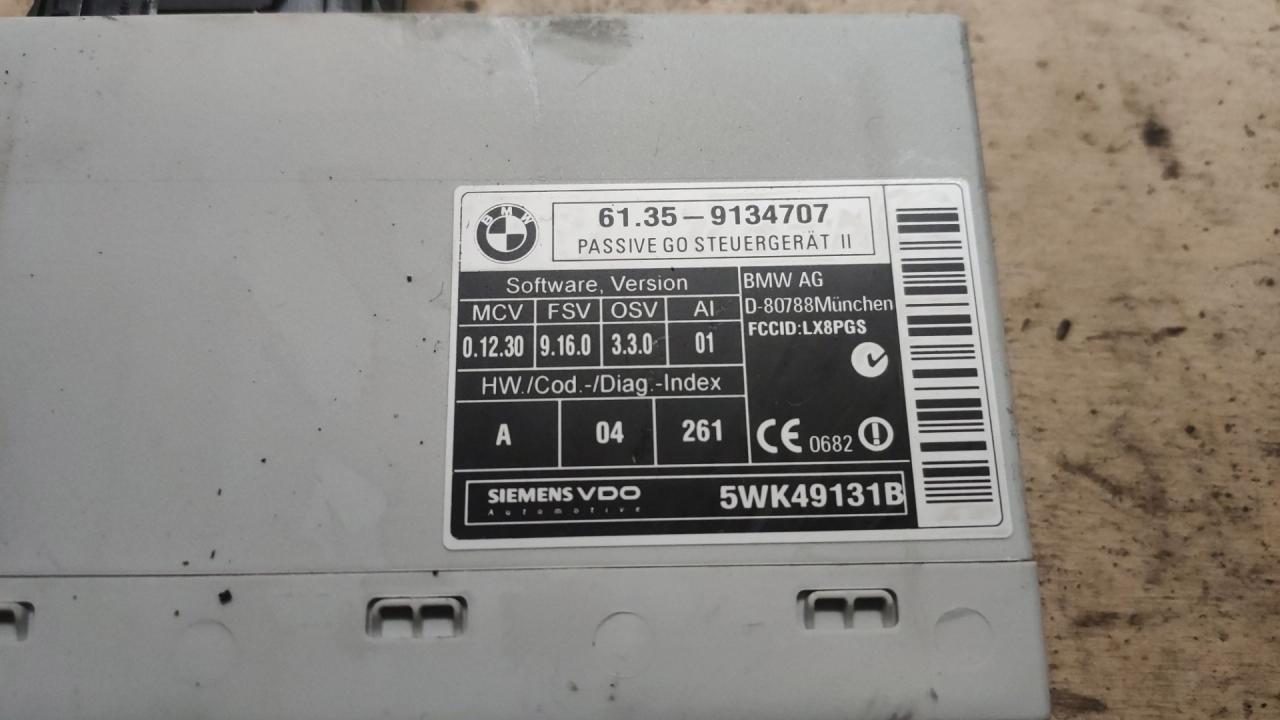 BMW
61.35-9134707
PASSIVE GO STEUERGERÄT II
Software, Version
MCV FSV OSV AI
0.12.30 9.16.0 3.3.0 01
HW./Cod.-/Diag.-Index
A 04 261
BMW AG
D-80788München
FCCID:LX8PGS
CE 0682
SIEMENS VDO
Automotive
5WK49131B